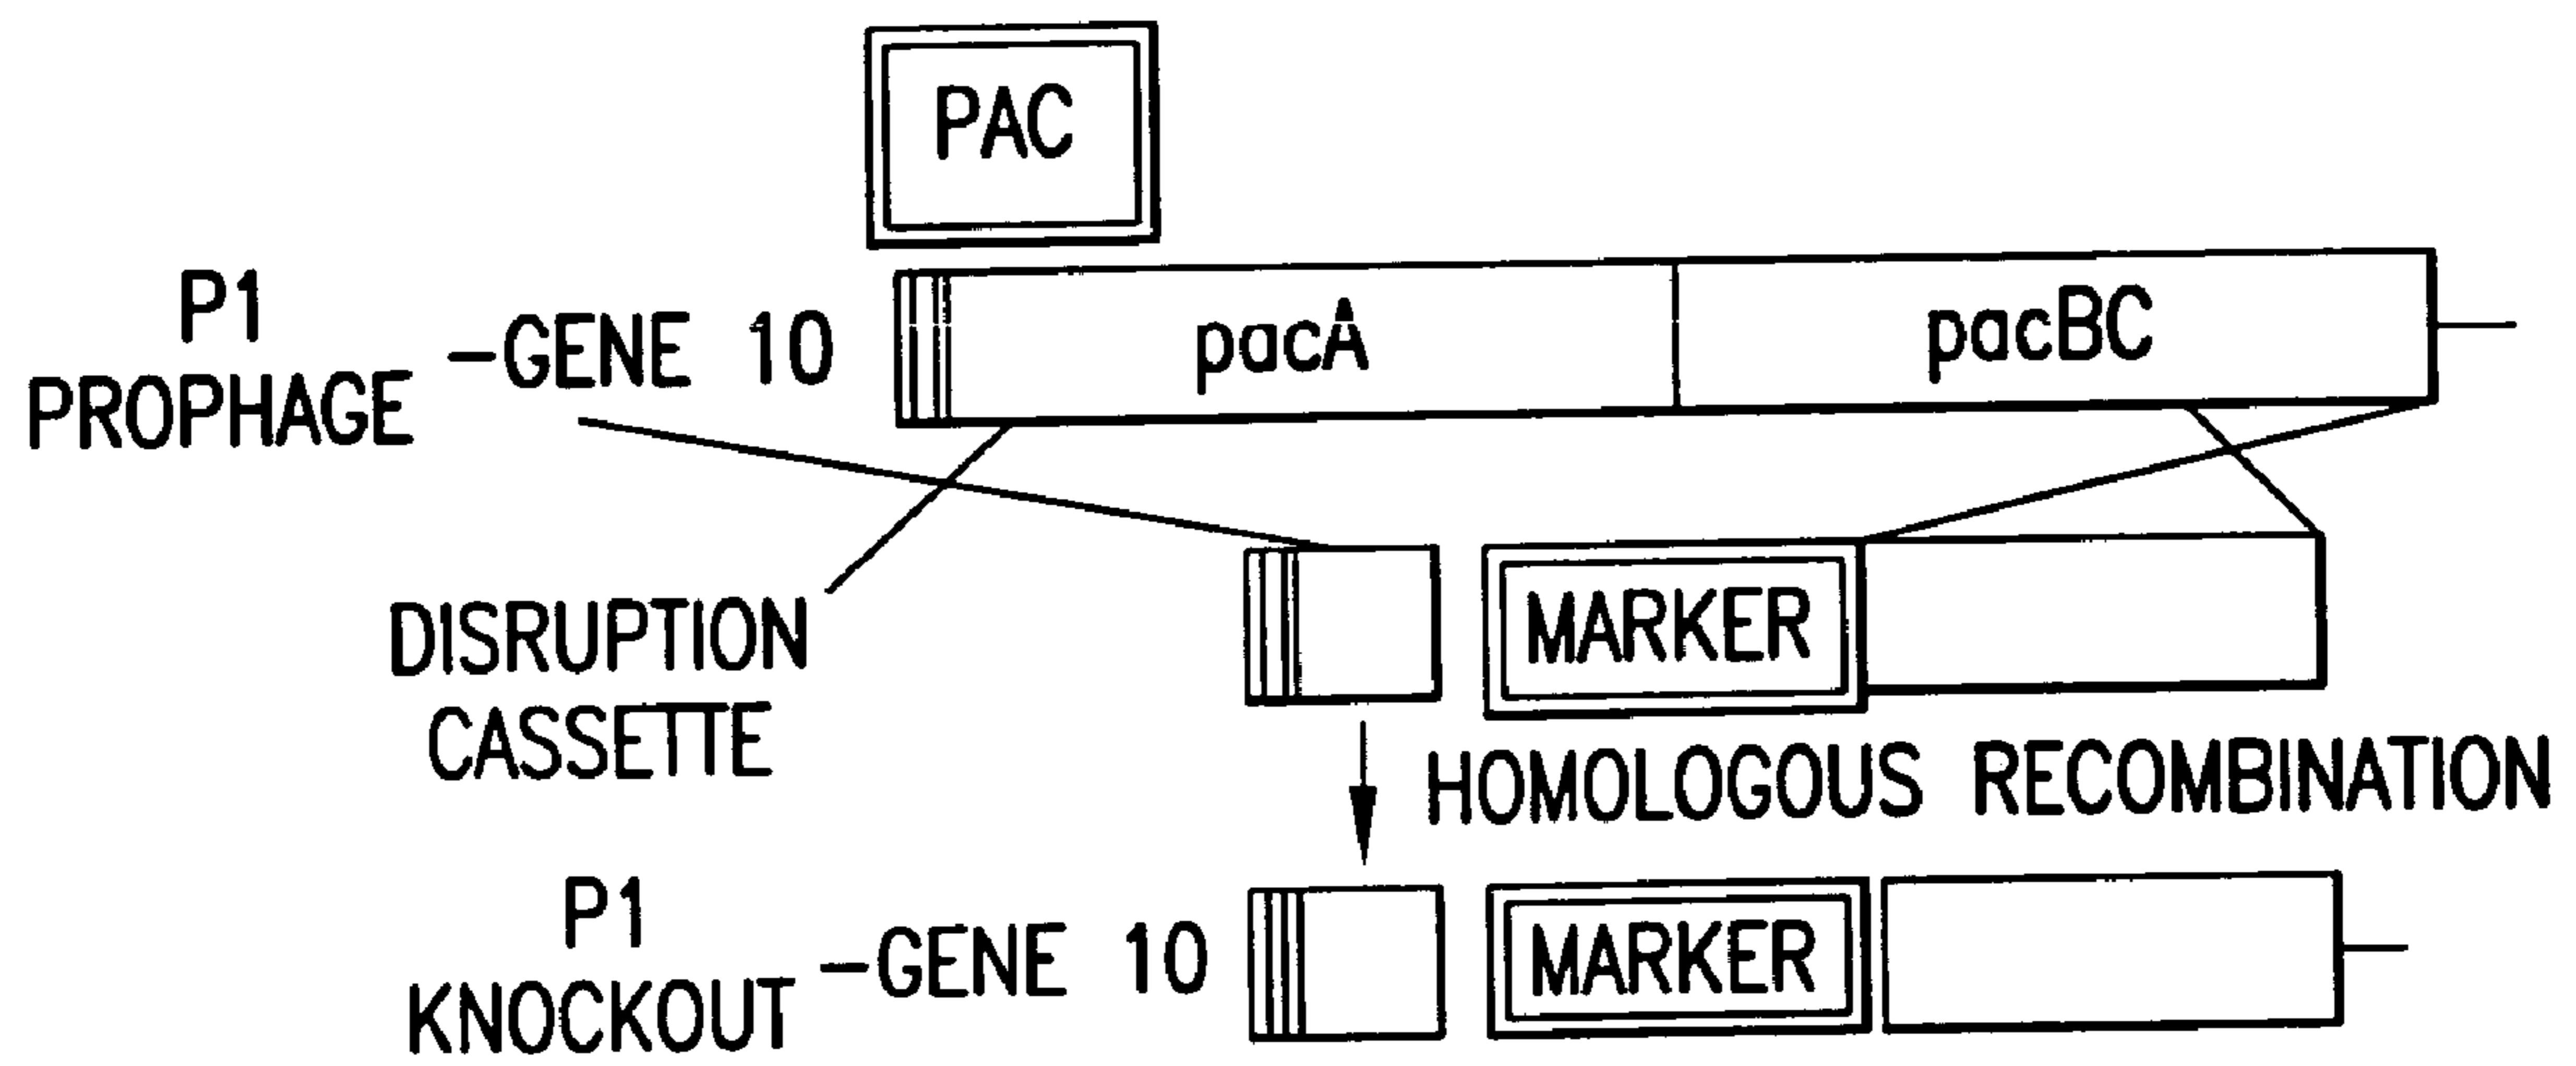 PAC
P1
PROPHAGE
-GENE 10
pacA
pacBC
DISRUPTION
CASSETTE
MARKER
HOMOLOGOUS RECOMBINATION
P1
KNOCKOUT
-GENE 10
MARKER